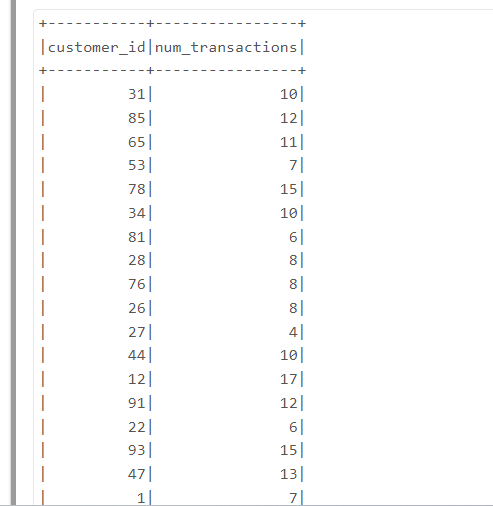 +-----------+----------------+
|customer_id|num_transactions|
+-----------+----------------+
|         31|              10|
|         85|              12|
|         65|              11|
|         53|               7|
|         78|              15|
|         34|              10|
|         81|               6|
|         28|               8|
|         76|               8|
|         26|               8|
|         27|               4|
|         44|              10|
|         12|              17|
|         91|              12|
|         22|               6|
|         93|              15|
|         47|              13|
|          1|               7|